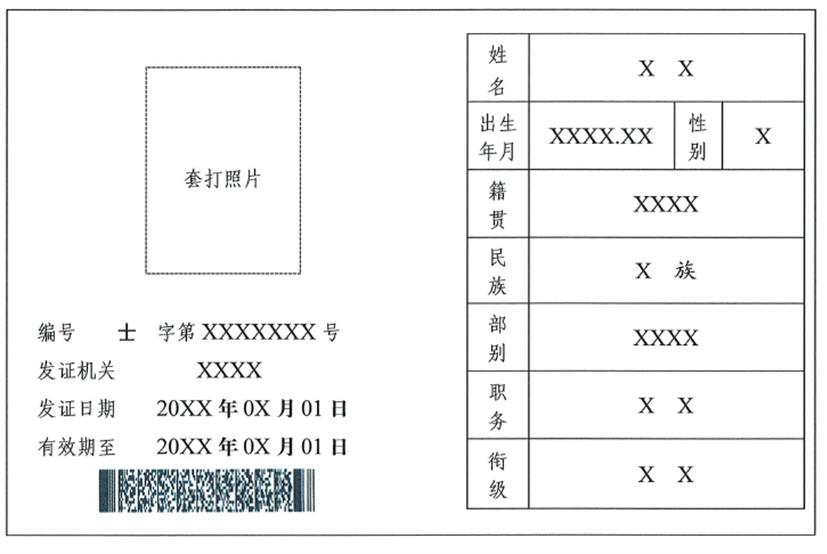 套打照片
编号 士 字第 XXXXXXX 号
发证机关 XXXX
发证日期 20XX 年 0X 月 01 日
有效期至 20XX 年 0X 月 01 日
姓名 X X
出生年月 XXXX.XX 性别 X
籍贯 XXXX
民族 X 族
部别 XXXX
职务 X X
衔级 X X